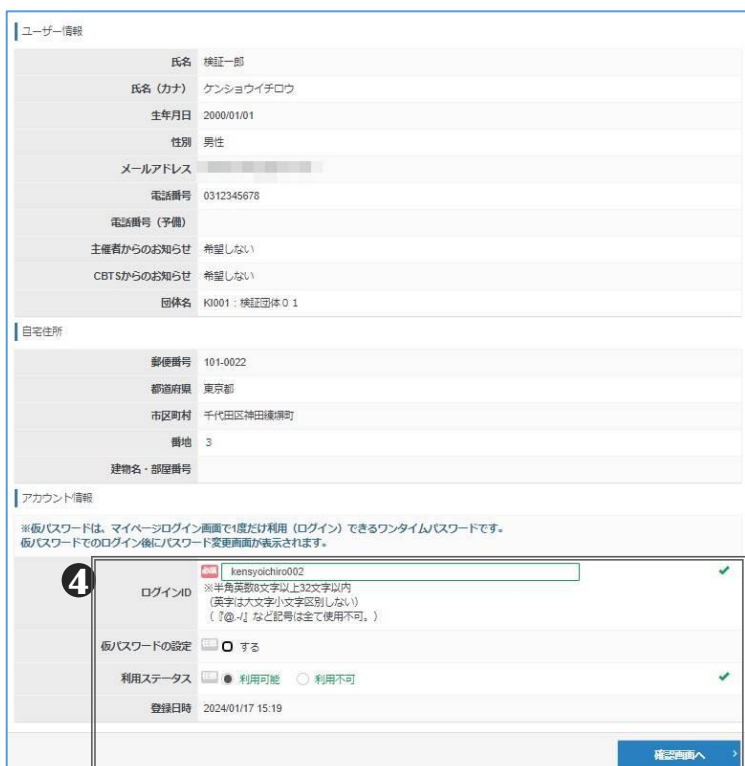 ユーザー情報
氏名 検証一郎
氏名（カナ） ケンショウイチロウ
生年月日 2000/01/01
性別 男性
メールアドレス
電話番号 0312345678
電話番号（予備）
主催者からのお知らせ 希望しない
CBTSからのお知らせ 希望しない
団体名 KI001：検証団体０１
自宅住所
郵便番号 101-0022
都道府県 東京都
市区町村 千代田区神田練塀町
番地 3
建物名・部屋番号
アカウント情報
※仮パスワードは、マイページログイン画面で1度だけ利用（ログイン）できるワンタイムパスワードです。
仮パスワードでのログイン後にパスワード変更画面が表示されます。
4
ログインID 必須 kensyoichiro002
※半角英数8文字以上32文字以内
（英字は大文字小文字区別しない）
（『@.-/』など記号は全て使用不可。）
仮パスワードの設定 任意 する
利用ステータス 任意 利用可能 利用不可
登録日時 2024/01/17 15:19
確認画面へ